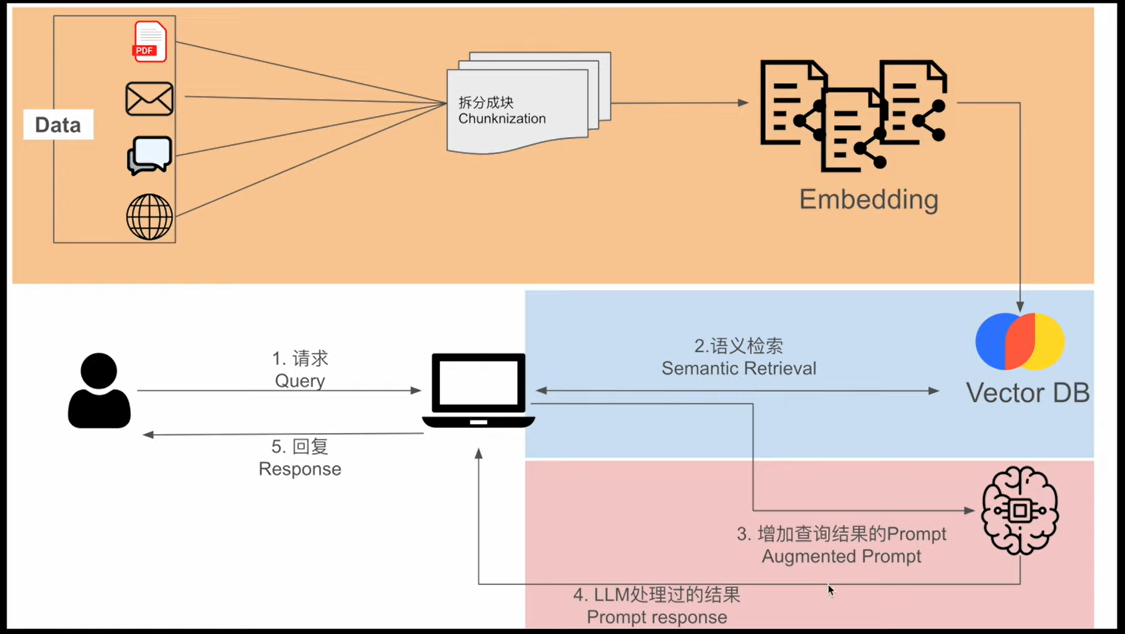 PDF
Data
拆分成块
Chunknization
Embedding
1. 请求
Query
2.语义检索
Semantic Retrieval
Vector DB
5. 回复
Response
3. 增加查询结果的Prompt
Augmented Prompt
4. LLM处理过的结果
Prompt response